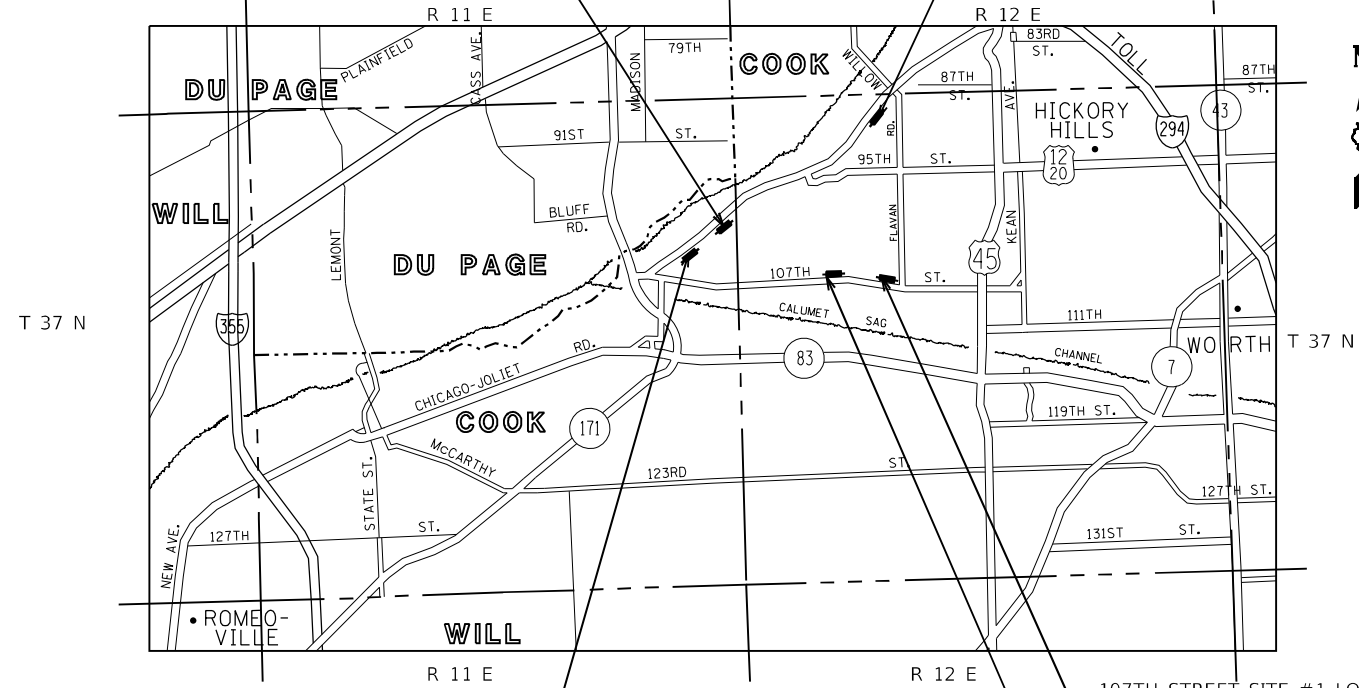 R 11 E
R 12 E
83RD
ST.
TOLL
PLAINFIELD
CASS AVE.
79TH
MADISON
COOK
WILLOW
87TH
ST.
AVE.
87TH
ST.
DU PAGE
HICKORY
HILLS
43
294
91ST ST.
RD.
95TH ST.
12
20
BLUFF
RD.
WILL
FLAVAN
KEAN
LEMONT
DU PAGE
45
107TH ST.
CALUMET SAG
CHANNEL
111TH
T 37 N
355
WORTH
T 37 N
83
7
CHICAGO-JOLIET RD.
COOK
171
119TH ST.
McCARTHY
123RD ST.
STATE ST.
127TH ST.
127TH ST.
131ST ST.
NEW AVE.
ROMEO-
VILLE
WILL
R 11 E
R 12 E
107TH STREET SITE #1